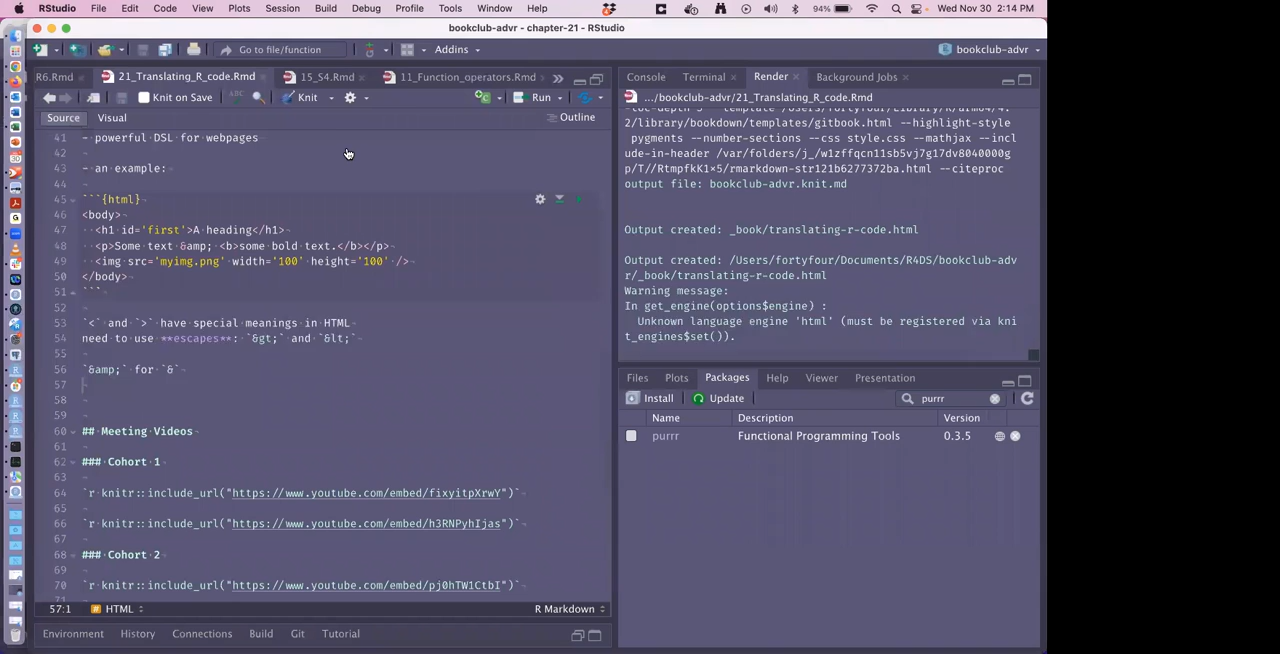 RStudio File Edit Code View Plots Session Build Debug Profile Tools Window Help 94% Wed Nov 30 2:14 PM
bookclub-advr - chapter-21 - RStudio
Go to file/function Addins bookclub-advr
R6.Rmd 21_Translating_R_code.Rmd 15_S4.Rmd 11_Function_operators.Rmd
Knit on Save ABC Knit Run
Source Visual Outline
41 - powerful DSL for webpages
42
43 - an example:
44
45 ```{html}
46 <body>
47 <h1 id='first'>A heading</h1>
48 <p>Some text &amp; <b>some bold text.</b></p>
49 <img src='myimg.png' width='100' height='100' />
50 </body>
51 ```
52
53 `<` and `>` have special meanings in HTML
54 need to use **escapes**: `&gt;` and `&lt;`
55
56 `&amp;` for `&`
57
58
59
60 ## Meeting Videos
61
62 ### Cohort 1
63
64 `r knitr::include_url("https://www.youtube.com/embed/fixyitpXrwY")`
65
66 `r knitr::include_url("https://www.youtube.com/embed/h3RNPyhIjas")`
67
68 ### Cohort 2
69
70 `r knitr::include_url("https://www.youtube.com/embed/pj0hTW1CtbI")`
71
57:1 HTML R Markdown
Environment History Connections Build Git Tutorial
Console Terminal Render Background Jobs
.../bookclub-advr/21_Translating_R_code.Rmd
2/library/bookdown/templates/gitbook.html --highlight-style
pygments --number-sections --css style.css --mathjax --incl
ude-in-header /var/folders/j_/w1zffqcn11sb5vj7g17dv8040000g
p/T//RtmpfkK1×5/rmarkdown-str121b6277372ba.html --citeproc
output file: bookclub-advr.knit.md
Output created: _book/translating-r-code.html
Output created: /Users/fortyfour/Documents/R4DS/bookclub-adv
r/_book/translating-r-code.html
Warning message:
In get_engine(options$engine) :
Unknown language engine 'html' (must be registered via kni
t_engines$set()).
Files Plots Packages Help Viewer Presentation
Install Update purrr
Name Description Version
purrr Functional Programming Tools 0.3.5